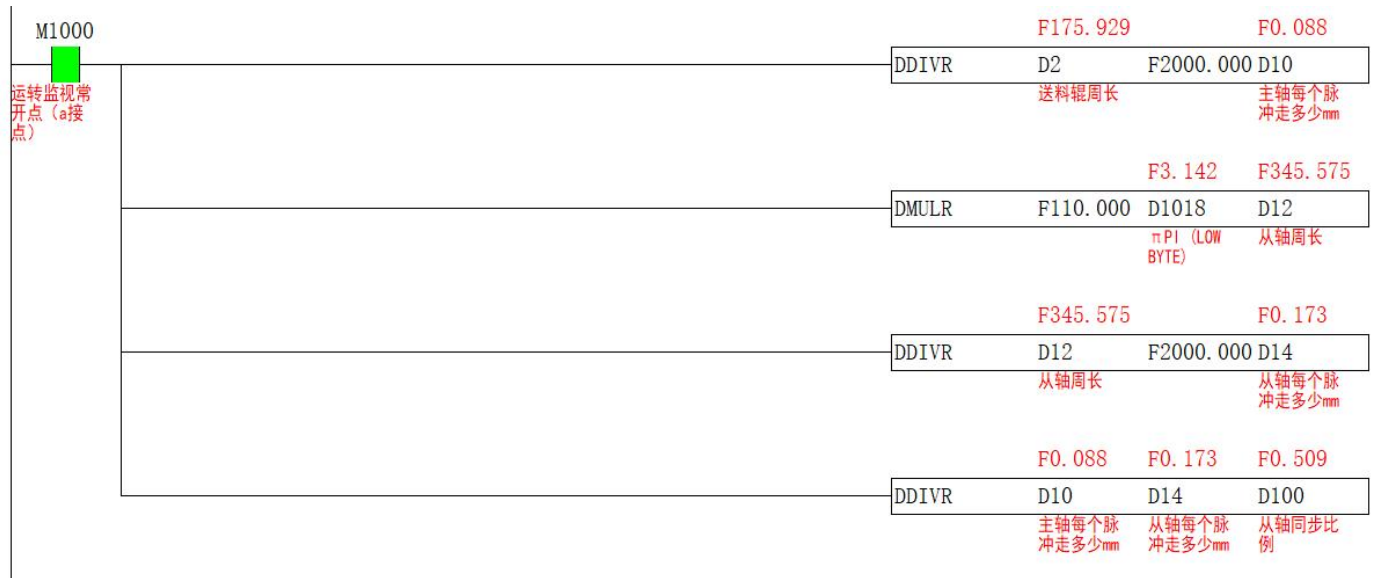 M1000
运转监视常
开点（a接
点）
F175.929 F0.088
DDIVR D2 F2000.000 D10
送料辊周长 主轴每个脉
冲走多少㎜
F3.142 F345.575
DMULR F110.000 D1018 D12
πPI（LOW 从轴周长
BYTE）
F345.575 F0.173
DDIVR D12 F2000.000 D14
从轴周长 从轴每个脉
冲走多少㎜
F0.088 F0.173 F0.509
DDIVR D10 D14 D100
主轴每个脉 从轴每个脉 从轴同步比
冲走多少㎜ 冲走多少㎜ 例